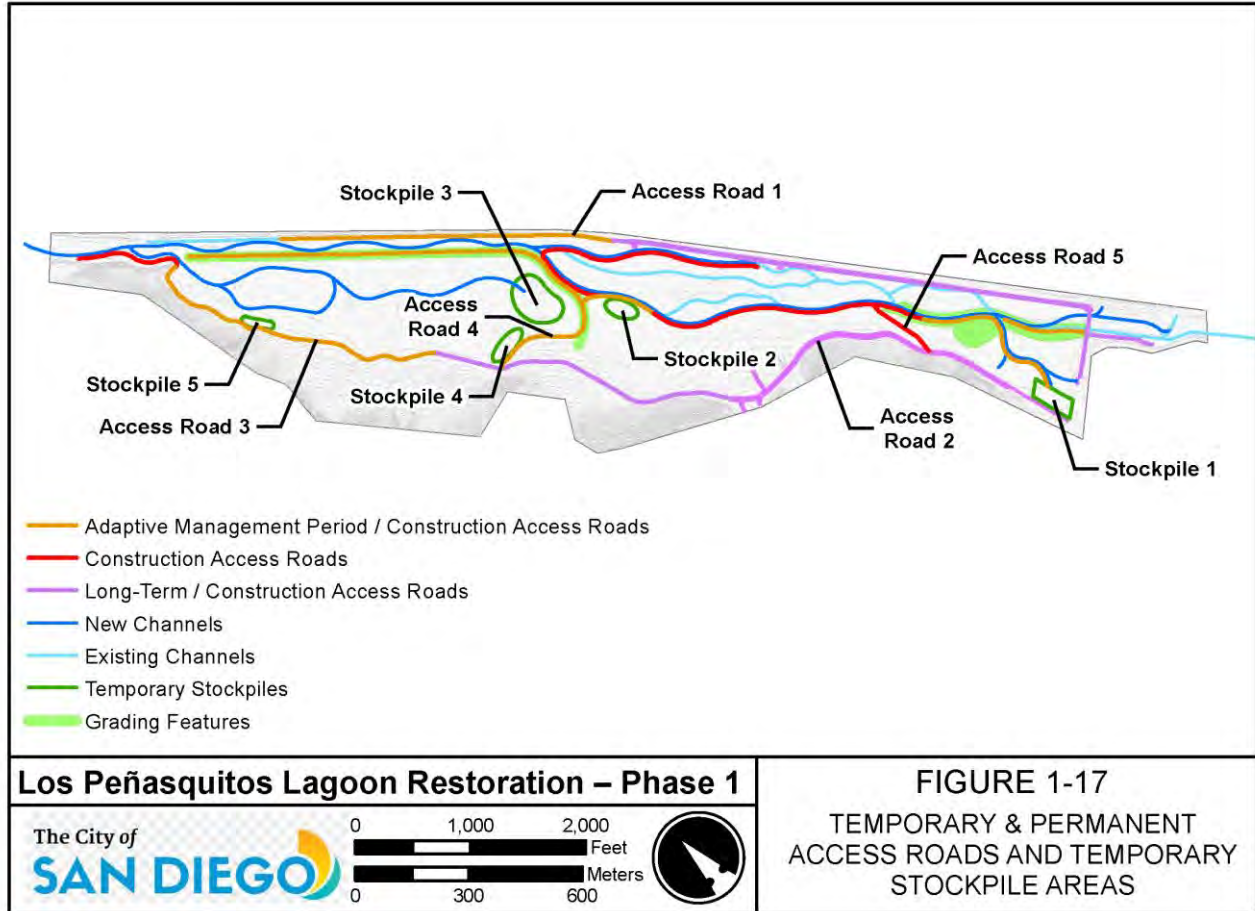 Stockpile 3
Access Road 1
Access Road 5
Access
Road 4
Stockpile 2
Stockpile 5
Stockpile 4
Access Road 3
Access
Road 2
Stockpile 1
Adaptive Management Period / Construction Access Roads
Construction Access Roads
Long-Term / Construction Access Roads
New Channels
Existing Channels
Temporary Stockpiles
Grading Features
Los Peñasquitos Lagoon Restoration – Phase 1
The City of
SAN DIEGO
0 1,000 2,000
Feet
Meters
0 300 600
FIGURE 1-17
TEMPORARY & PERMANENT
ACCESS ROADS AND TEMPORARY
STOCKPILE AREAS